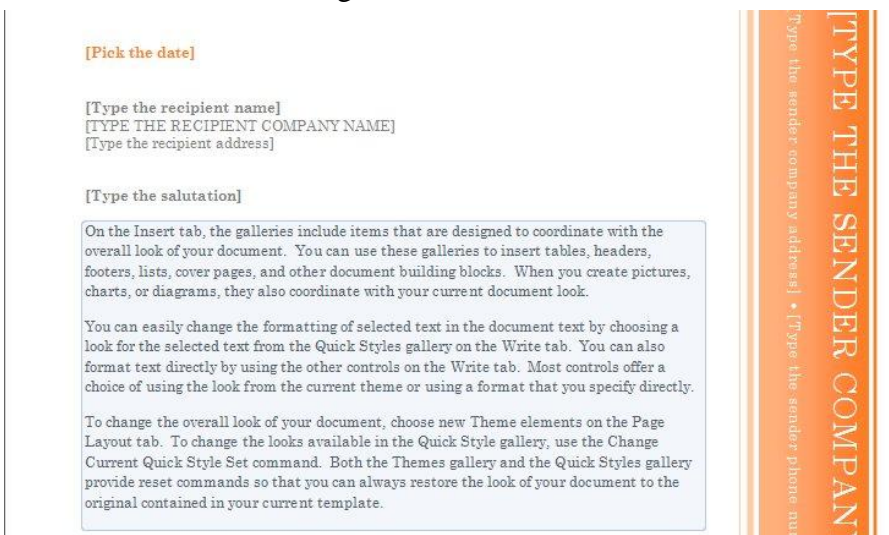 [Pick the date]
[Type the recipient name]
[TYPE THE RECIPIENT COMPANY NAME]
[Type the recipient address]
[Type the salutation]
On the Insert tab, the galleries include items that are designed to coordinate with the
overall look of your document.  You can use these galleries to insert tables, headers,
footers, lists, cover pages, and other document building blocks.  When you create pictures,
charts, or diagrams, they also coordinate with your current document look.
You can easily change the formatting of selected text in the document text by choosing a
look for the selected text from the Quick Styles gallery on the Write tab.  You can also
format text directly by using the other controls on the Write tab.  Most controls offer a
choice of using the look from the current theme or using a format that you specify directly.
To change the overall look of your document, choose new Theme elements on the Page
Layout tab.  To change the looks available in the Quick Style gallery, use the Change
Current Quick Style Set command.  Both the Themes gallery and the Quick Styles gallery
provide reset commands so that you can always restore the look of your document to the
original contained in your current template.
[TYPE THE SENDER COMPAN
Type the sender company address] • [Type the sender phone nu